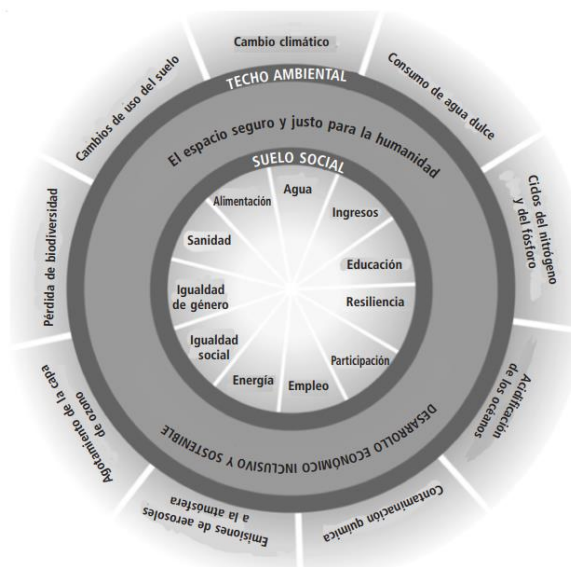 Cambio climático
Consumo de agua dulce
Ciclos del nitrógeno
y del fósforo
Acidificación
de los océanos
Contaminación química
Emisiones de aerosoles
a la atmósfera
Agotamiento de la capa
de ozono
Pérdida de biodiversidad
Cambios de uso del suelo
TECHO AMBIENTAL
El espacio seguro y justo para la humanidad
SUELO SOCIAL
Agua
Ingresos
Educación
Resiliencia
Participación
Empleo
Energía
Igualdad
social
Igualdad
de género
Sanidad
Alimentación
DESARROLLO ECONÓMICO INCLUSIVO Y SOSTENIBLE